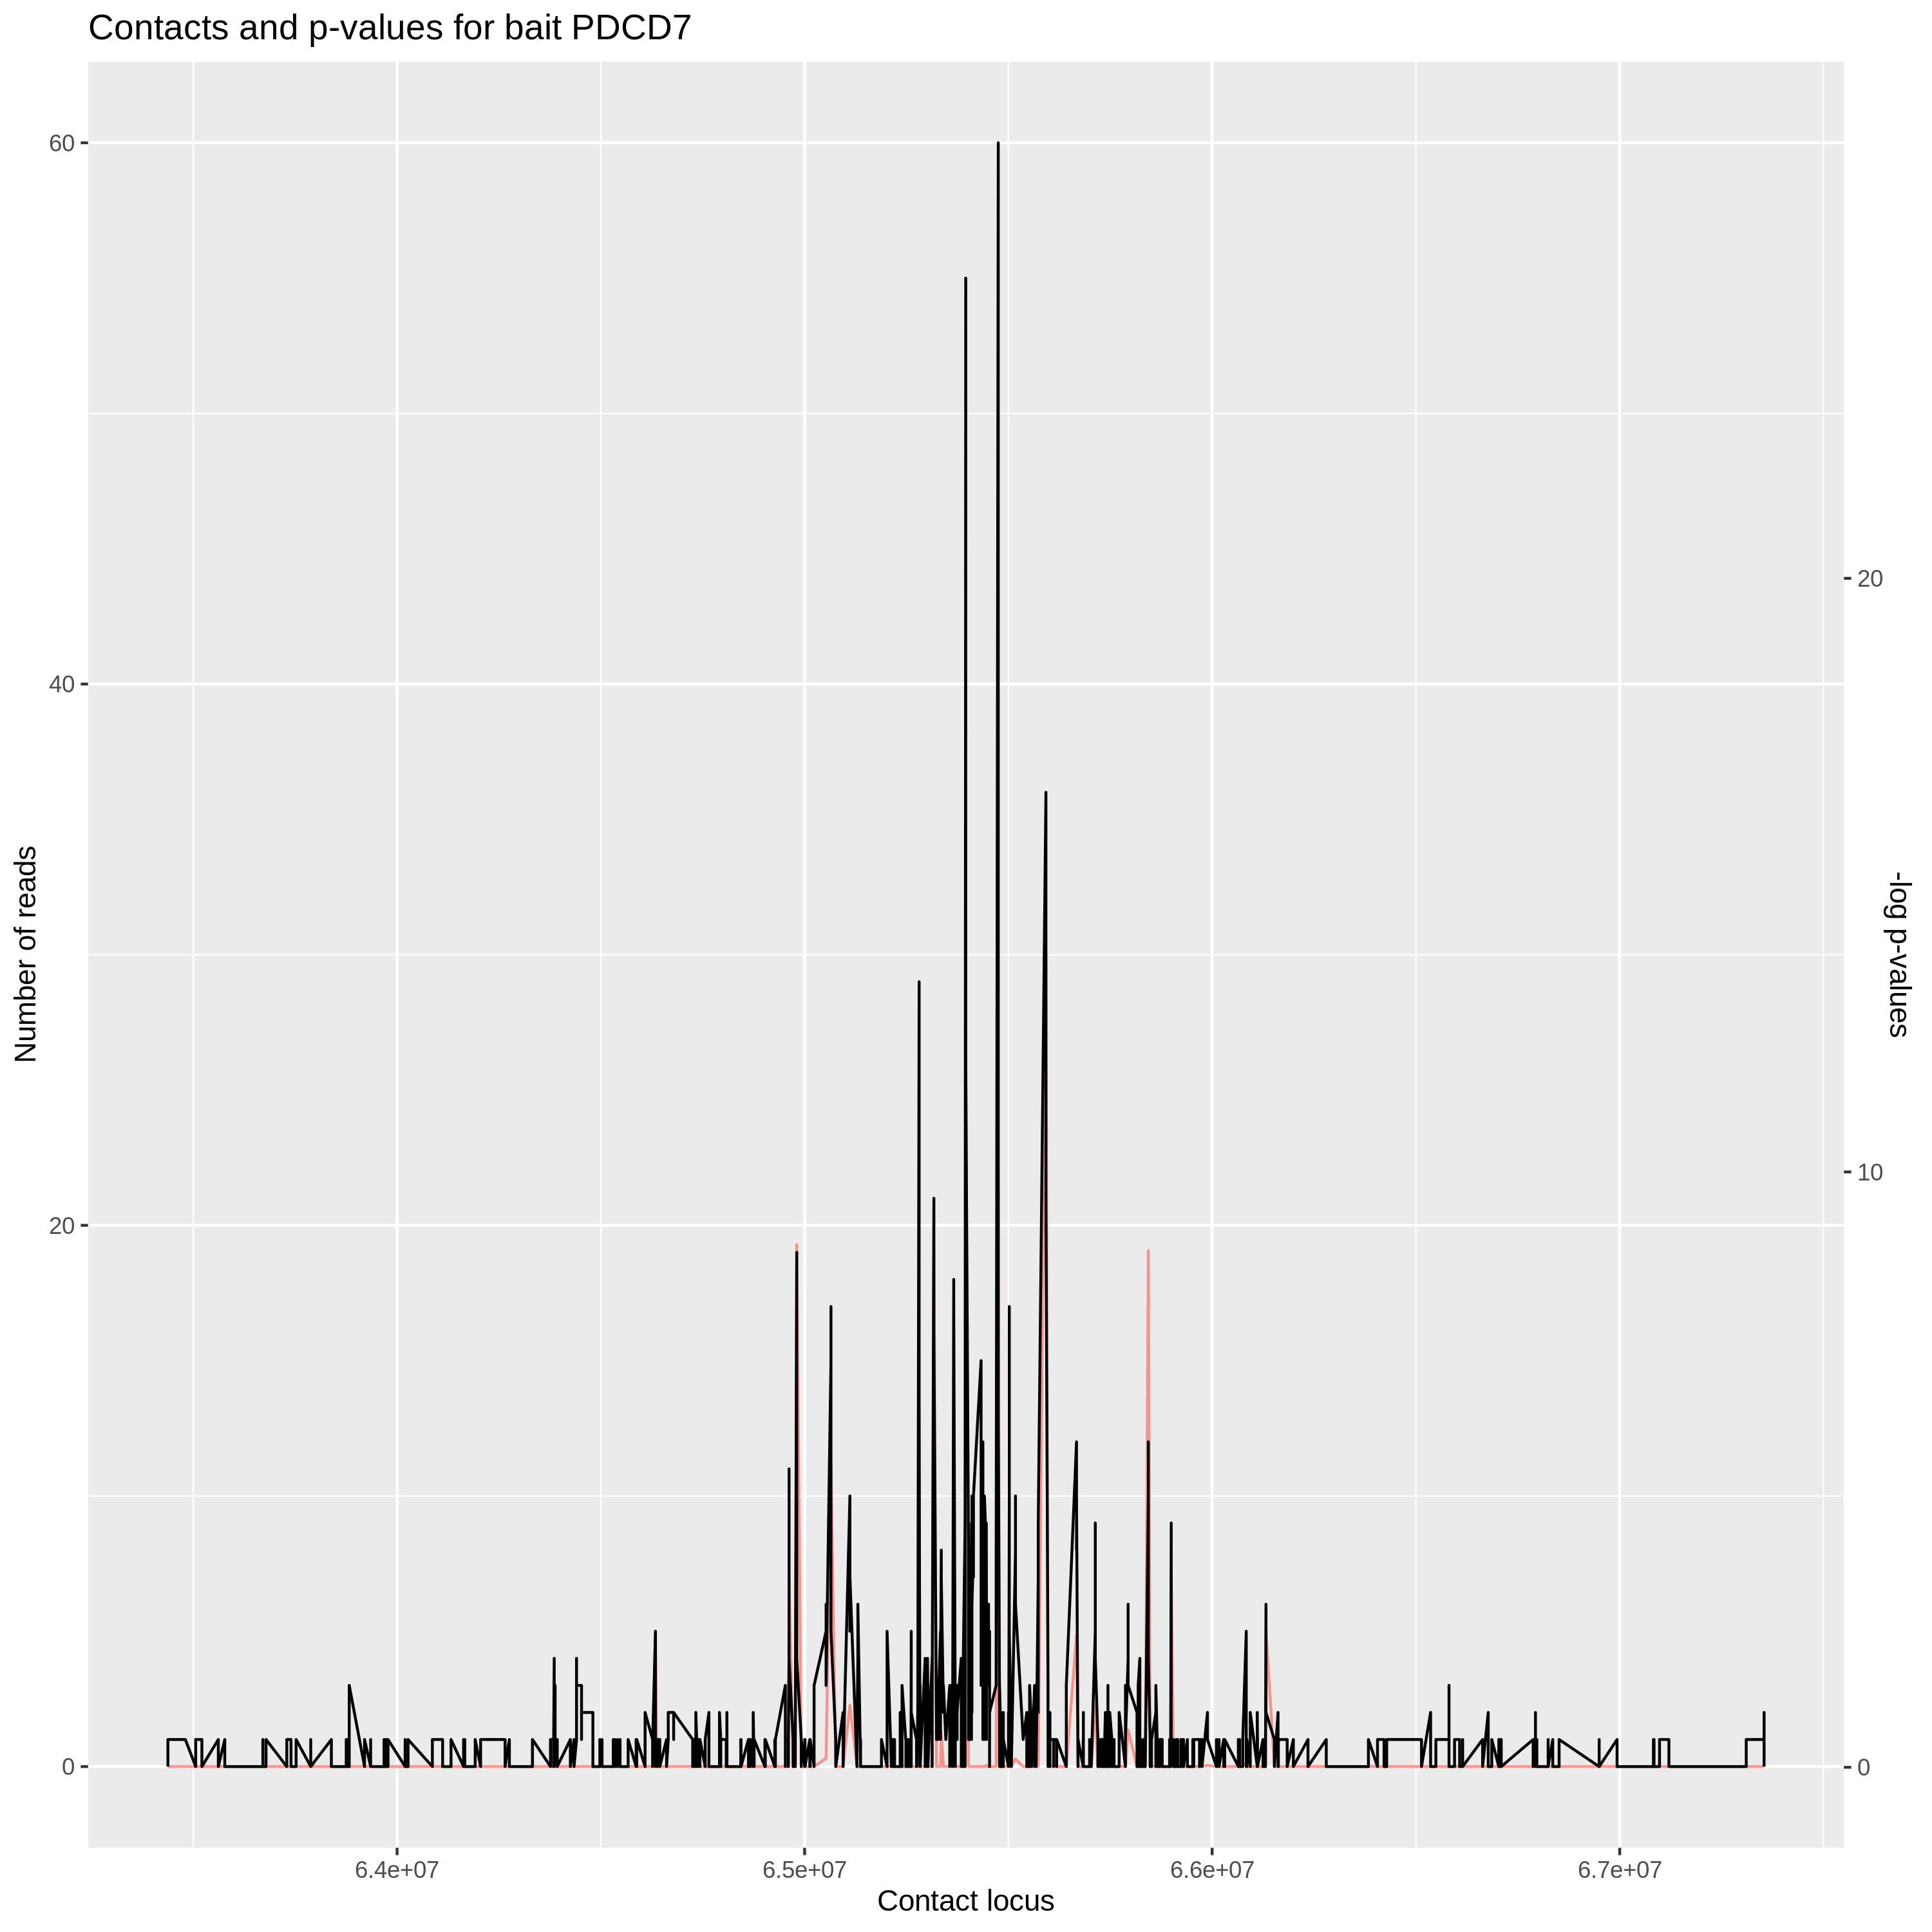 Contacts and p-values for bait PDCD7
60
40
20
0
Number of reads
20
10
0
-log p-values
6.4e+07
6.5e+07
6.6e+07
6.7e+07
Contact locus